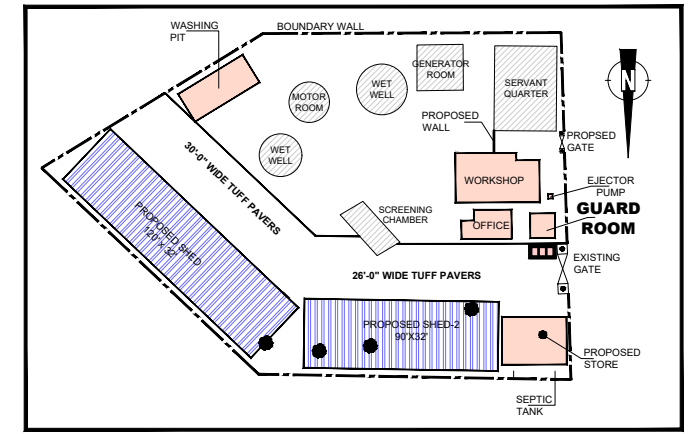 WASHING
PIT
BOUNDARY WALL
GENERATOR
ROOM
SERVANT
QUARTER
WET
WELL
MOTOR
ROOM
N
PROPOSED
WALL
PROPSED
GATE
WET
WELL
30'-0" WIDE TUFF PAVERS
WORKSHOP
EJECTOR
PUMP
GUARD
ROOM
SCREENING
CHAMBER
OFFICE
PROPOSED SHED
120'X 32'
EXISTING
GATE
26'-0" WIDE TUFF PAVERS
PROPOSED SHED-2
90'X32'
PROPOSED
STORE
SEPTIC
TANK